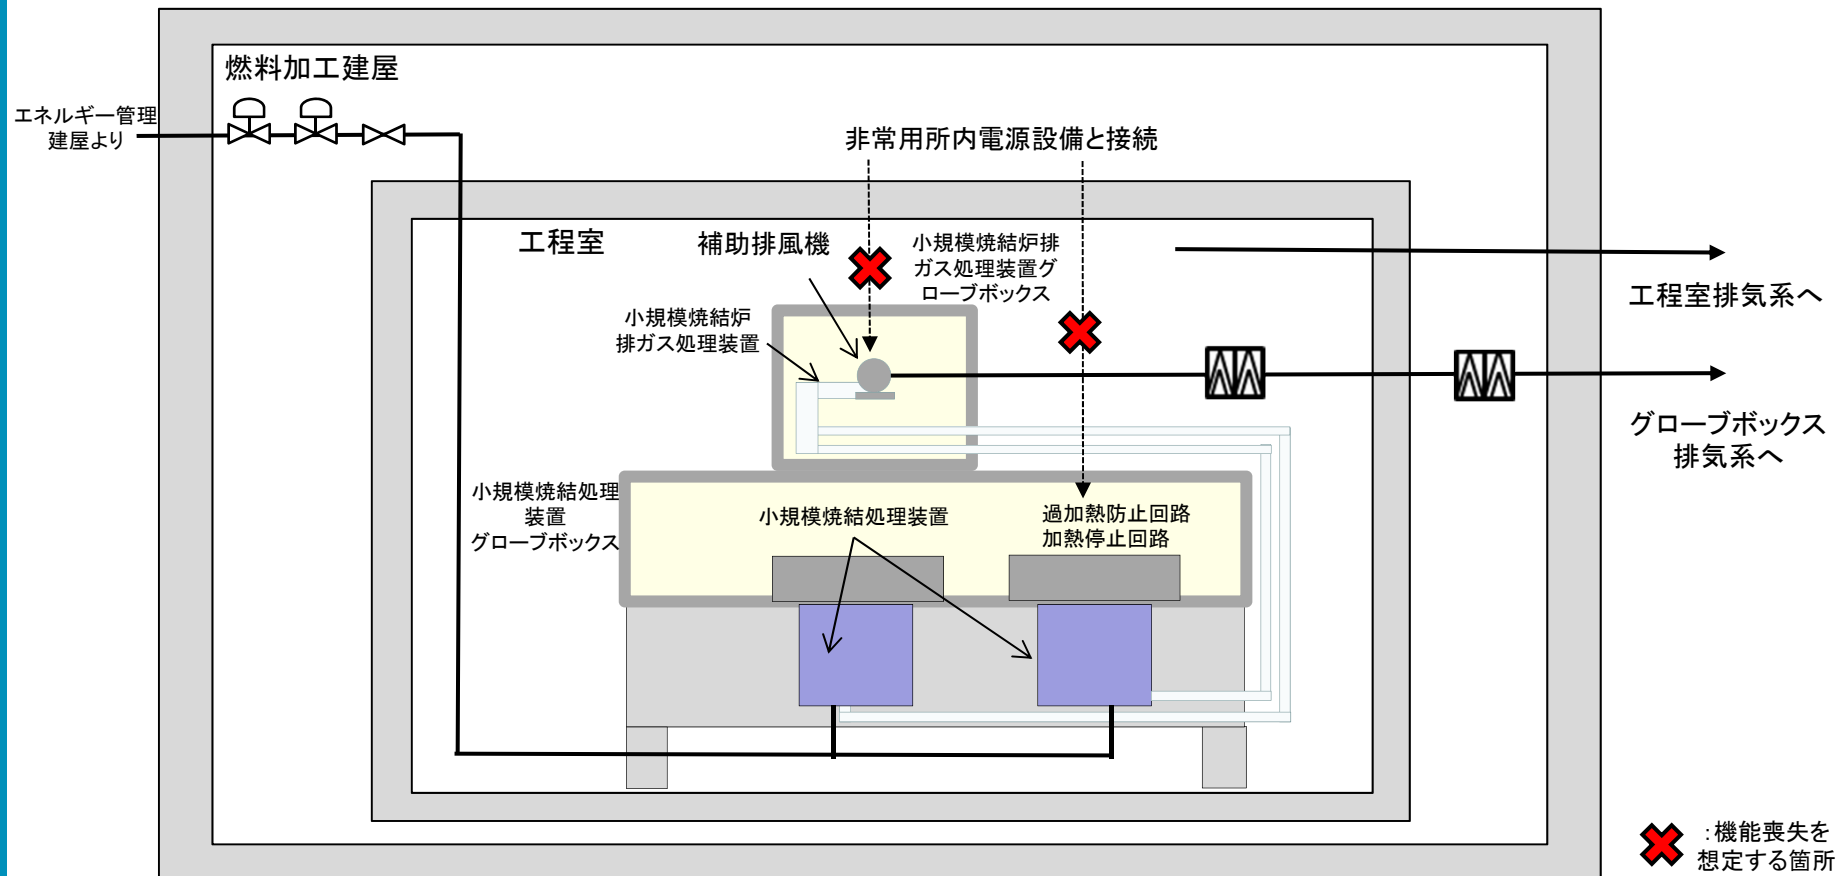 燃料加工建屋
エネルギー管理
建屋より
非常用所内電源設備と接続
工程室
補助排風機
小規模焼結炉排
ガス処理装置グ
ローブボックス
小規模焼結炉
排ガス処理装置
工程室排気系へ
グローブボックス
排気系へ
小規模焼結処理
装置
グローブボックス
小規模焼結処理装置
過加熱防止回路
加熱停止回路
:機能喪失を
想定する箇所